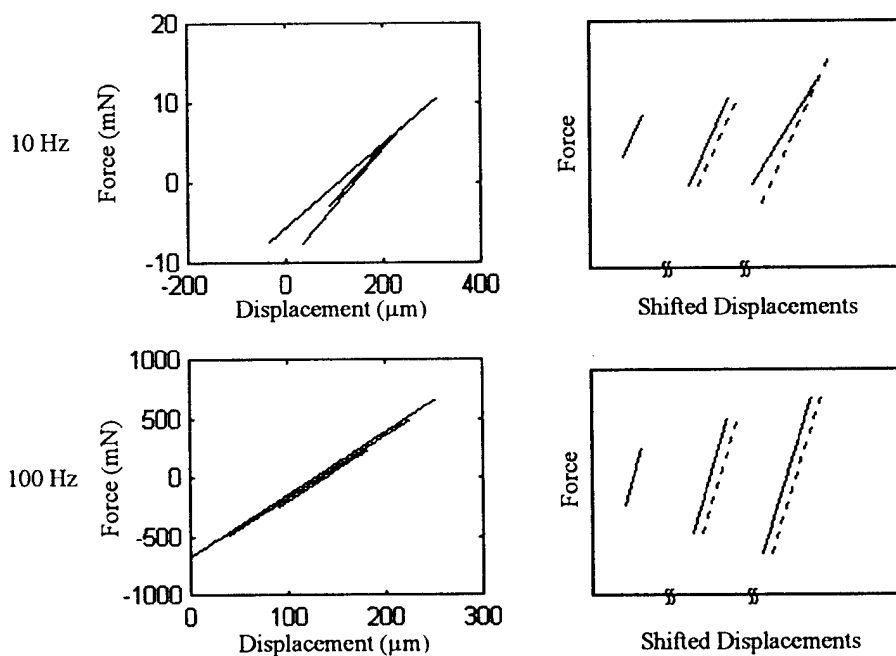 10 Hz
Force (mN)
20
10
0
-10
-200
0
200
400
Displacement (µm)
Force
Shifted Displacements
100 Hz
Force (mN)
1000
500
0
-500
-1000
0
100
200
300
Displacement (µm)
Force
Shifted Displacements